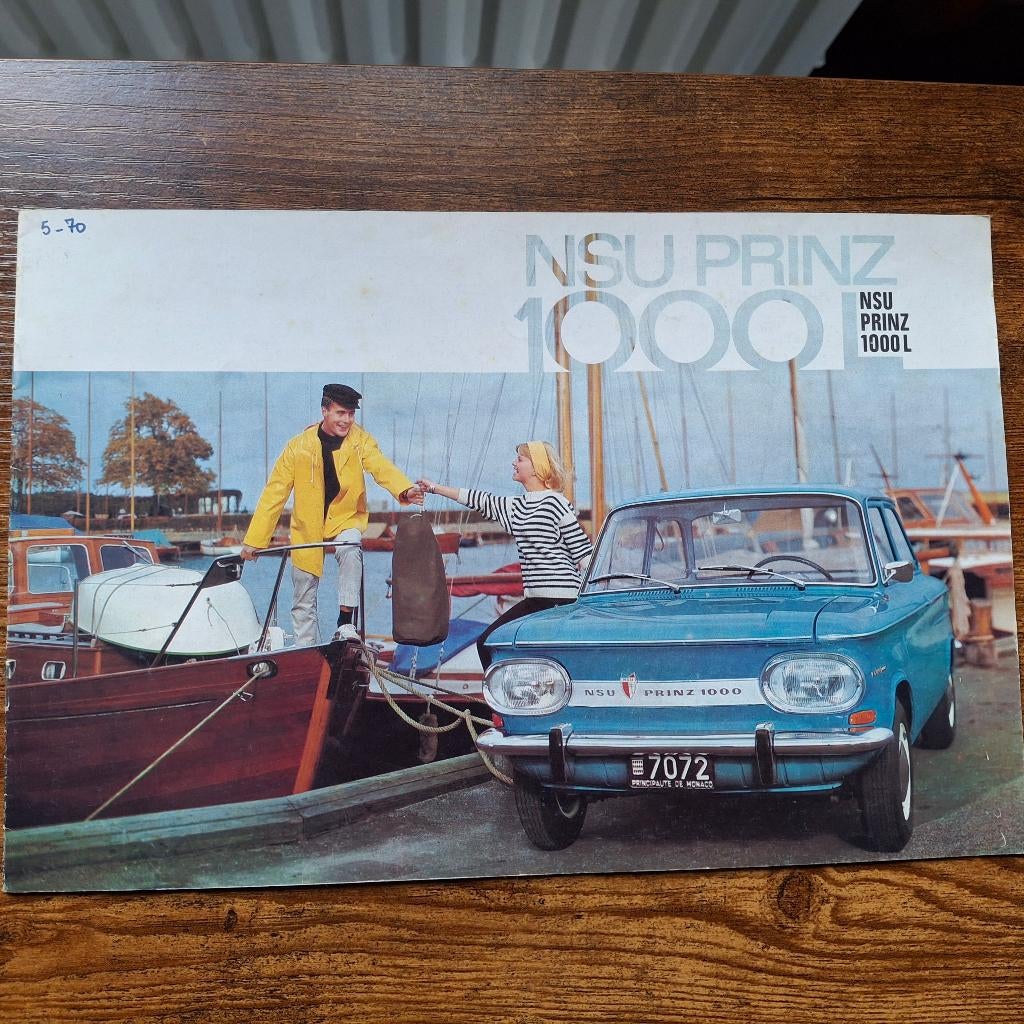 5-70
NSU PRINZ
1000 L
NSU
PRINZ
1000 L
NSU PRINZ 1000
7072
PRINCIPAUTE DE MONACO